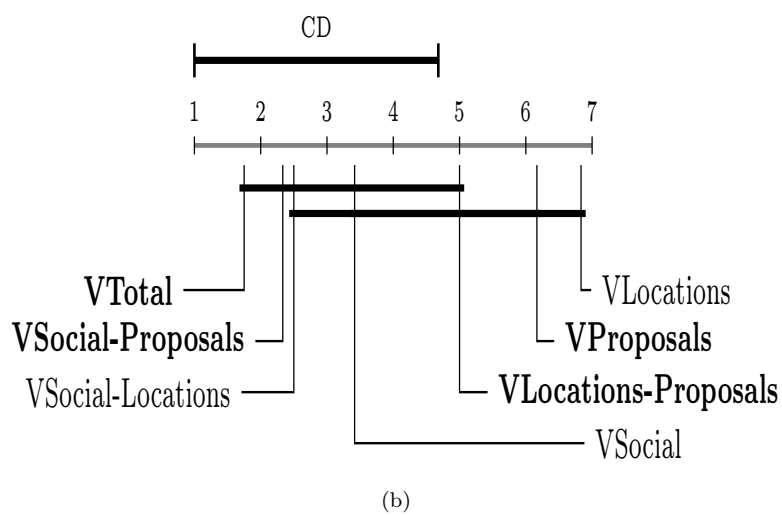 CD
1 2 3 4 5 6 7
VTotal
VLocations
VSocial-Proposals
VProposals
VSocial-Locations
VLocations-Proposals
VSocial
(b)